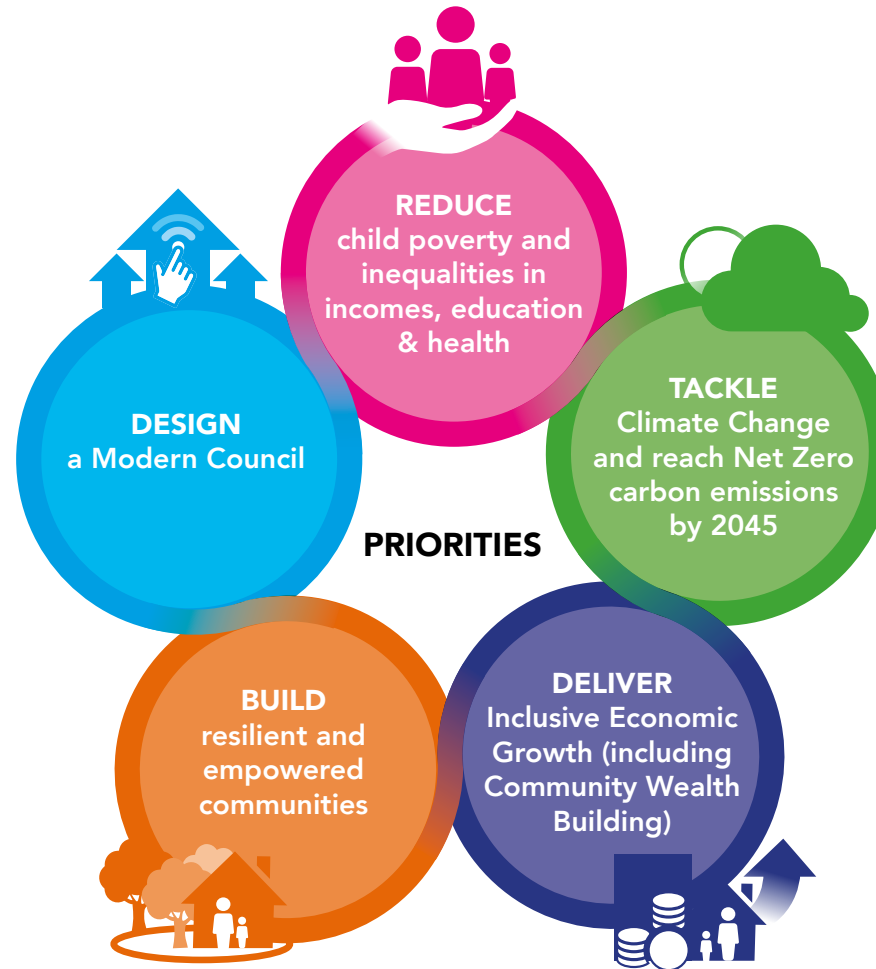 REDUCE
child poverty and
inequalities in
incomes, education
& health
TACKLE
Climate Change
and reach Net Zero
carbon emissions
by 2045
DESIGN
a Modern Council
PRIORITIES
BUILD
resilient and
empowered
communities
DELIVER
Inclusive Economic
Growth (including
Community Wealth
Building)